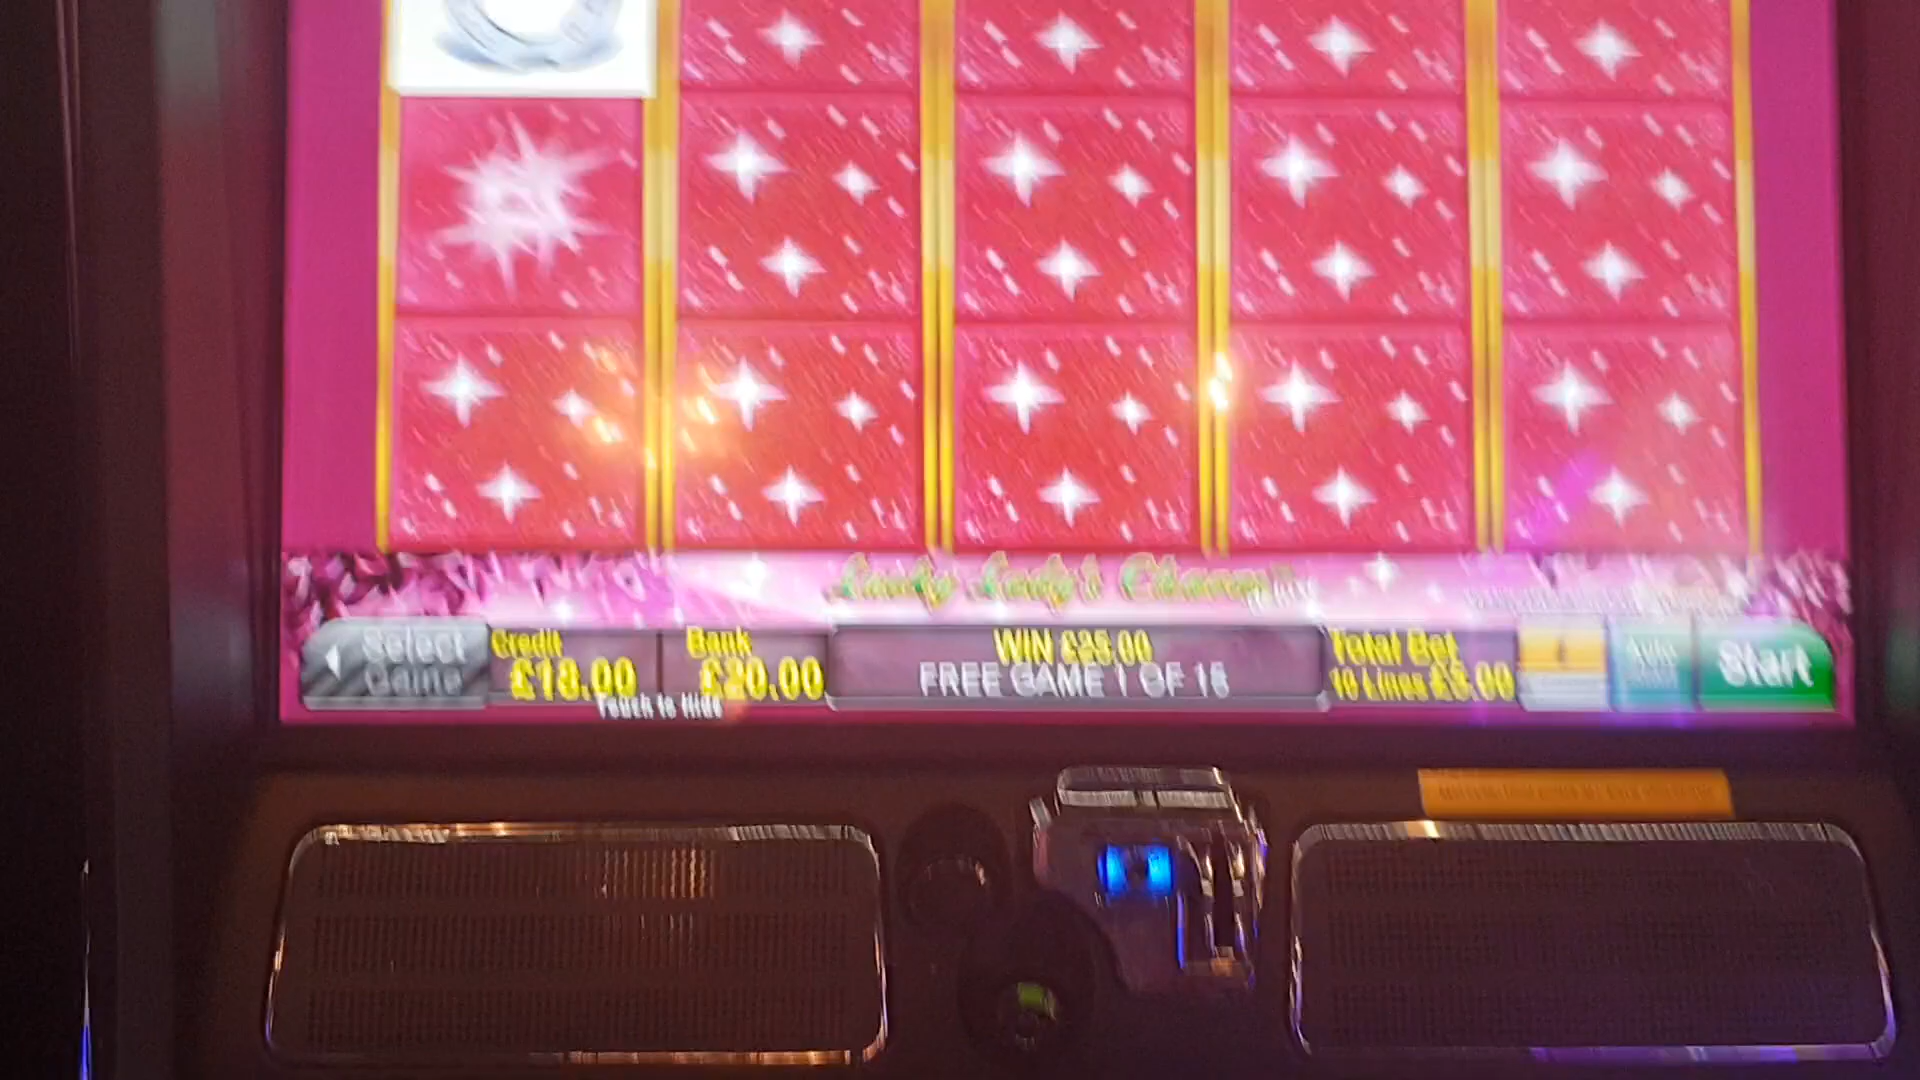 Lucky Lady's Charm
Select
Game
Credit
£18.00
Bank
£20.00
Touch to Hide
WIN £25.00
FREE GAME 1 OF 15
Total Bet
10 Lines £5.00
Auto
Start